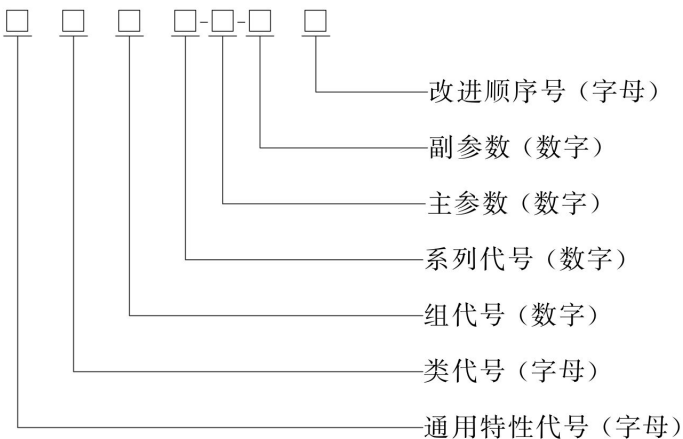 □ □ □ □-□-□ □
改进顺序号（字母）
副参数（数字）
主参数（数字）
系列代号（数字）
组代号（数字）
类代号（字母）
通用特性代号（字母）